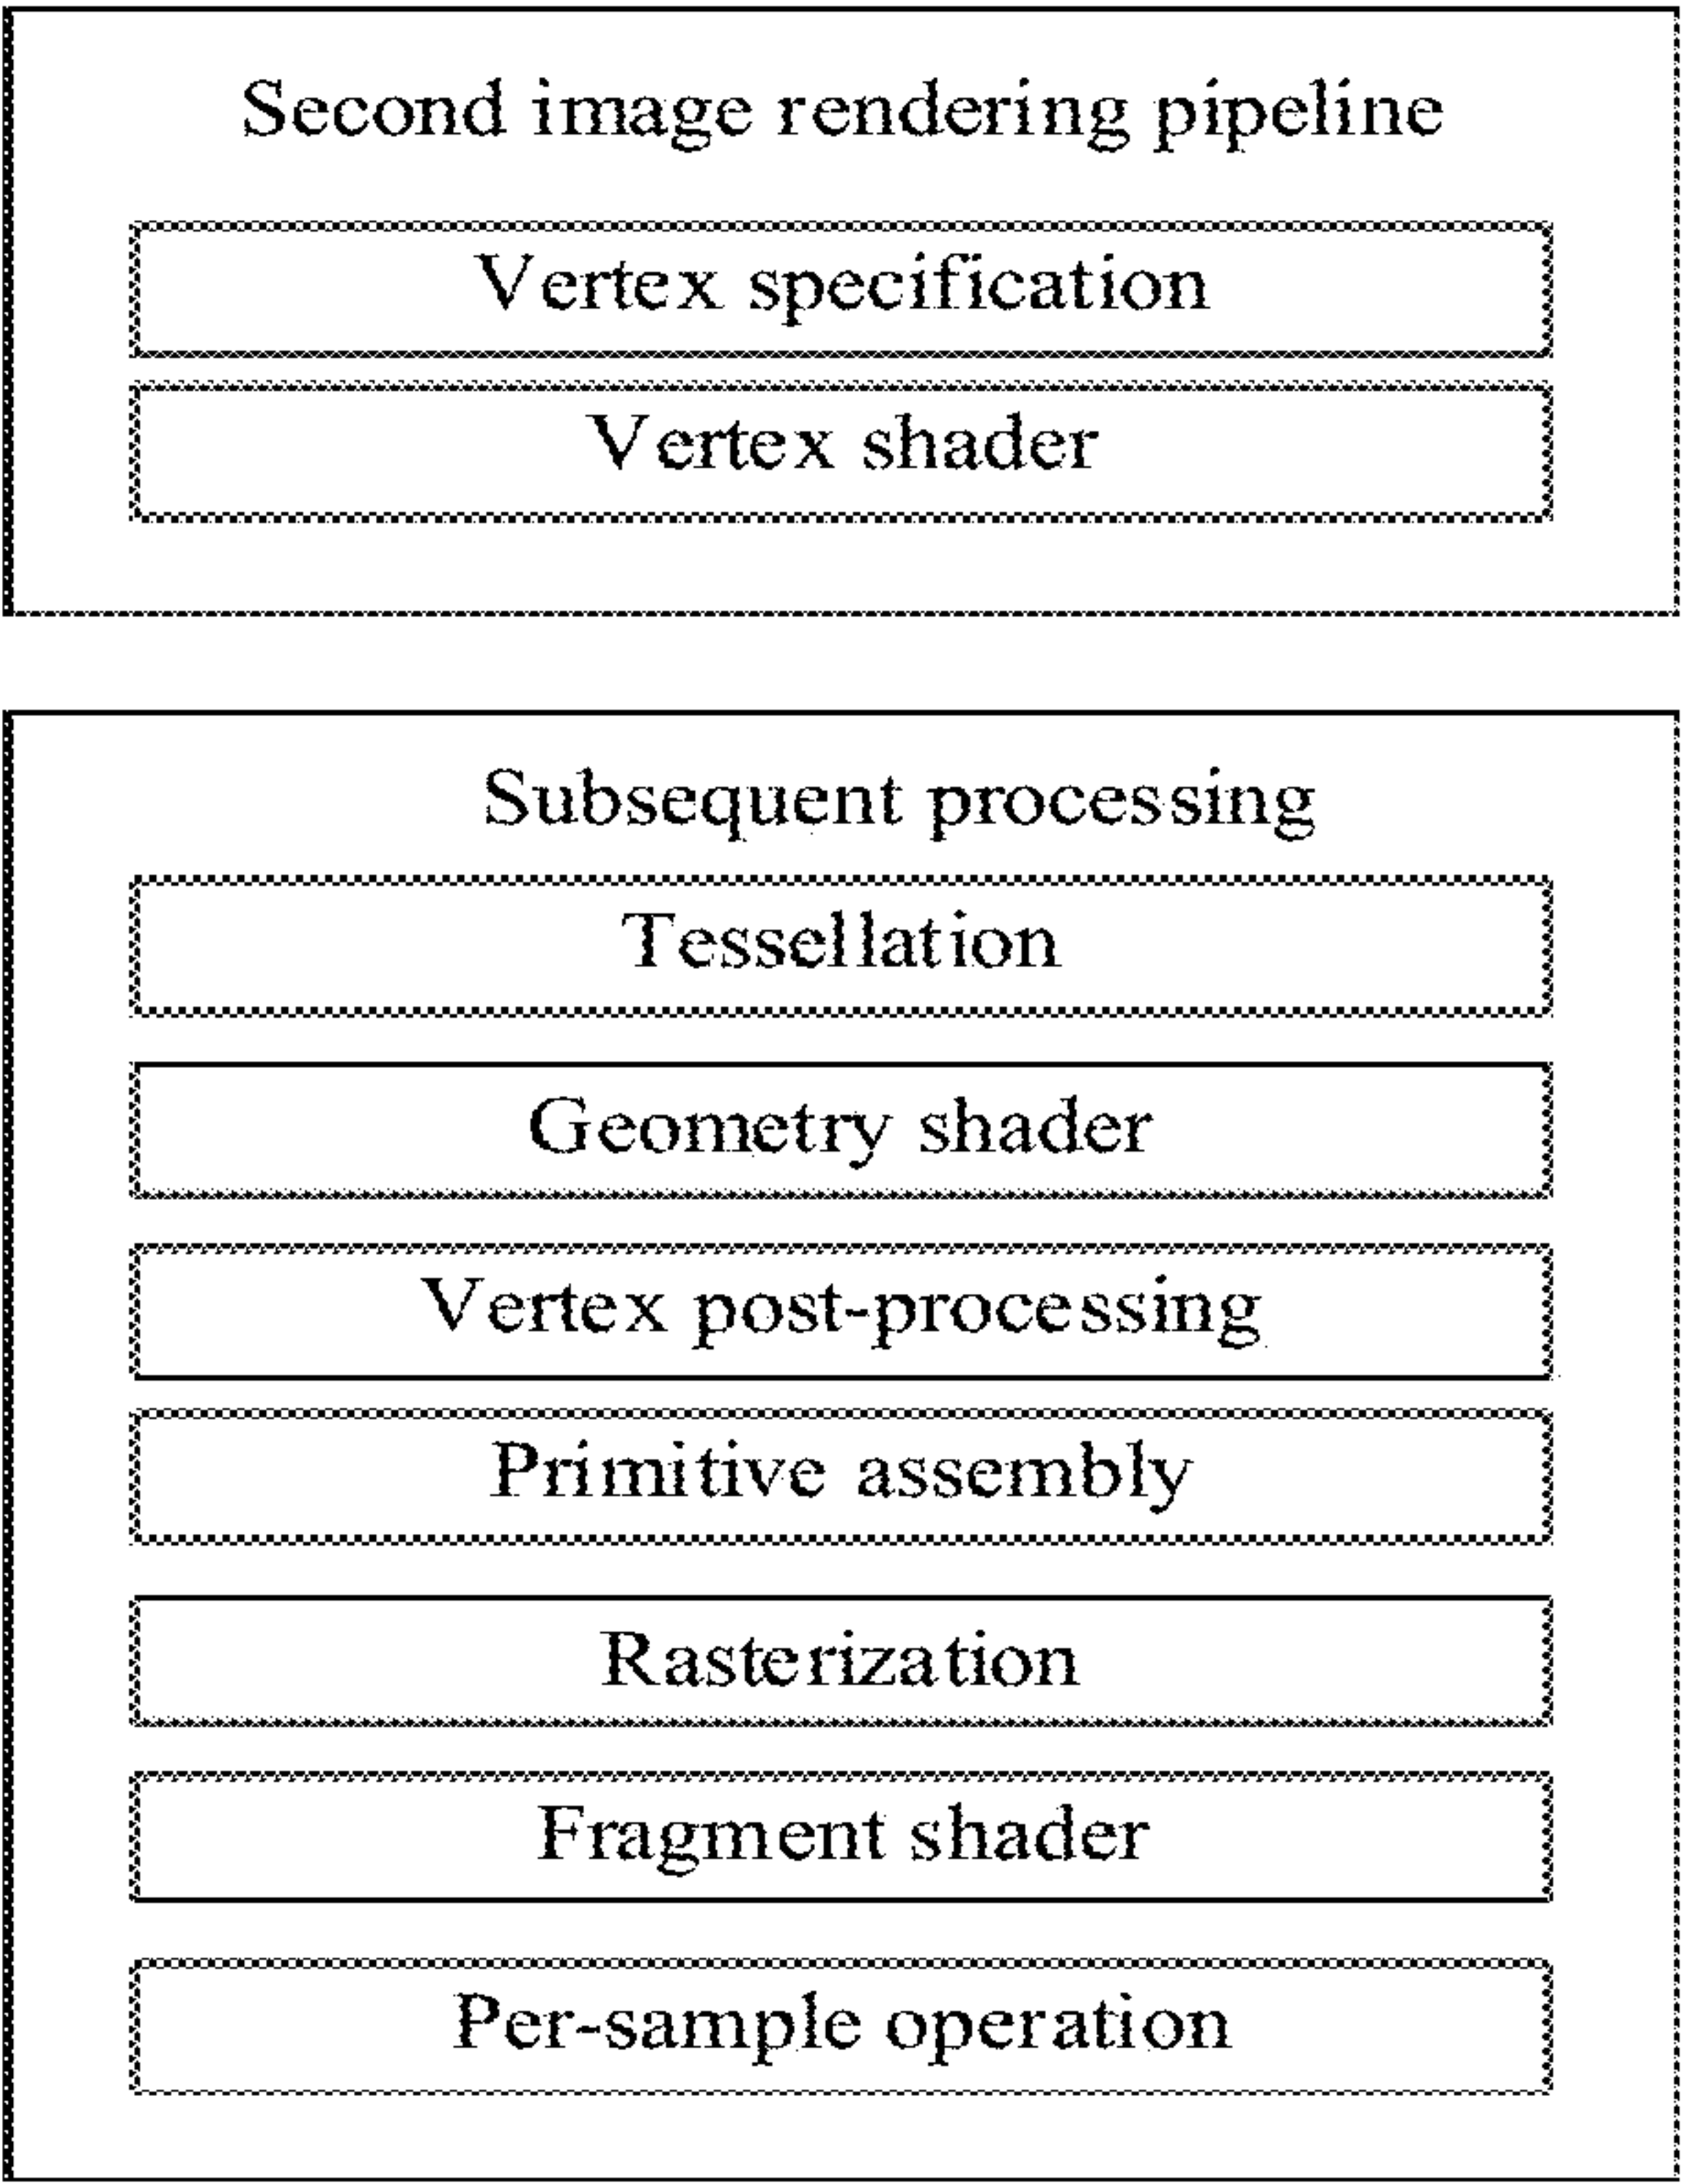 Second image rendering pipeline
Vertex specification
Vertex shader
Subsequent processing
Tessellation
Geometry shader
Vertex post-processing
Primitive assembly
Rasterization
Fragment shader
Per-sample operation